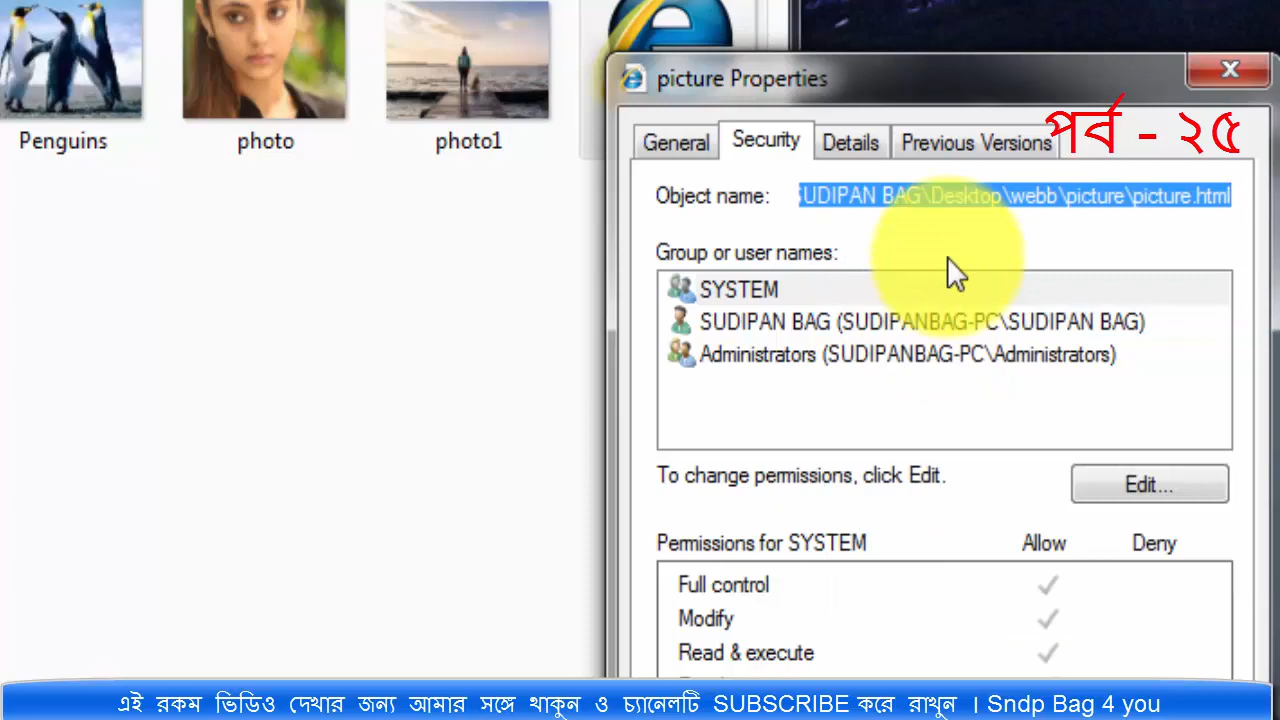 Penguins
photo
photo1
picture Properties
পর্ব - ২৫
General
Security
Details
Previous Versions
Object name:
SUDIPAN BAG\Desktop\webb\picture\picture.html
Group or user names:
SYSTEM
SUDIPAN BAG (SUDIPANBAG-PC\SUDIPAN BAG)
Administrators (SUDIPANBAG-PC\Administrators)
To change permissions, click Edit.
Edit...
Permissions for SYSTEM
Allow
Deny
Full control
Modify
Read & execute
এই রকম ভিডিও দেখার জন্য আমার সঙ্গে থাকুন ও চ্যানেলটি SUBSCRIBE করে রাখুন । Sndp Bag 4 you